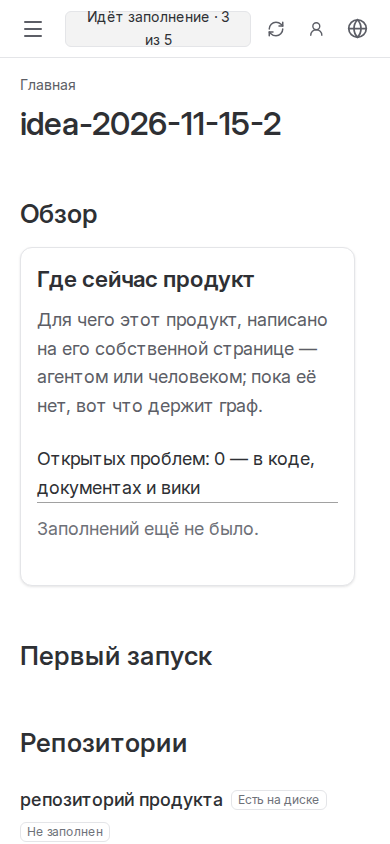 Идёт заполнение · 3
из 5
Главная
idea-2026-11-15-2
Обзор
Где сейчас продукт
Для чего этот продукт, написано
на его собственной странице —
агентом или человеком; пока её
нет, вот что держит граф.
Открытых проблем: 0 — в коде,
документах и вики
Заполнений ещё не было.
Первый запуск
Репозитории
репозиторий продукта Есть на диске
Не заполнен